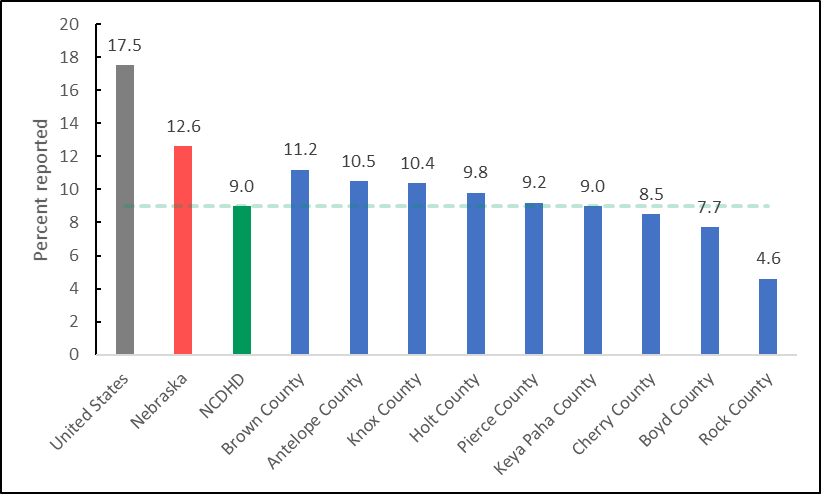 Percent reported
20
18
16
14
12
10
8
6
4
2
0
17.5
12.6
9.0
11.2
10.5
10.4
9.8
9.2
9.0
8.5
7.7
4.6
United States
Nebraska
NCDHD
Brown County
Antelope County
Knox County
Holt County
Pierce County
Keya Paha County
Cherry County
Boyd County
Rock County